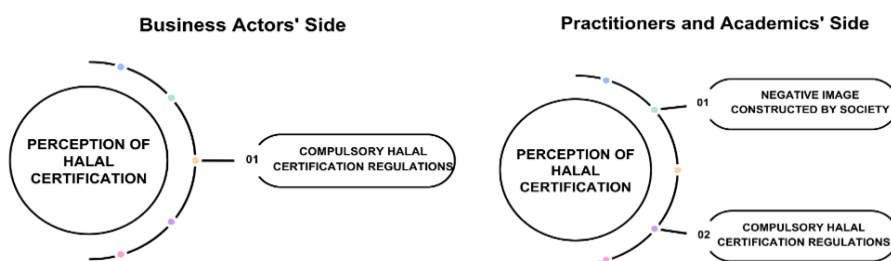 Business Actors' Side
PERCEPTION OF
HALAL
CERTIFICATION
01
COMPULSORY HALAL
CERTIFICATION REGULATIONS
Practitioners and Academics' Side
PERCEPTION OF
HALAL
CERTIFICATION
01
NEGATIVE IMAGE
CONSTRUCTED BY SOCIETY
02
COMPULSORY HALAL
CERTIFICATION REGULATIONS